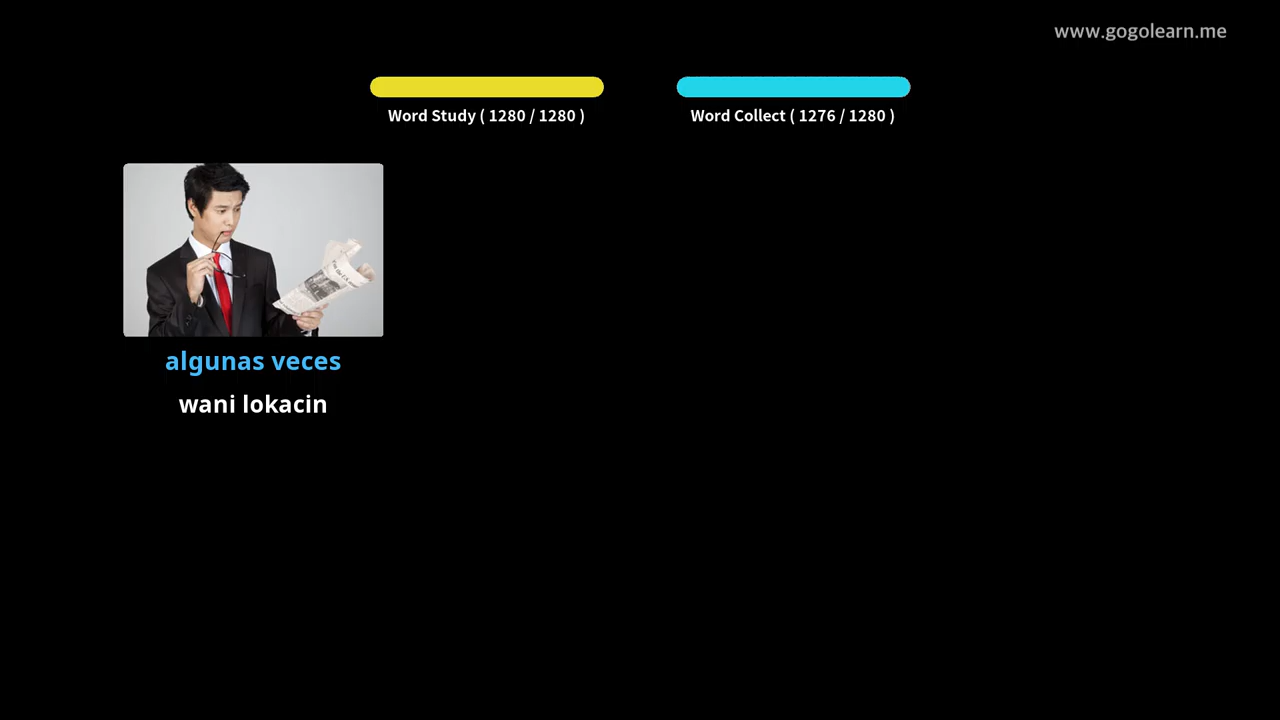 www.gogolearn.me
Word Study ( 1280 / 1280 )
Word Collect ( 1276 / 1280 )
algunas veces
wani lokacin